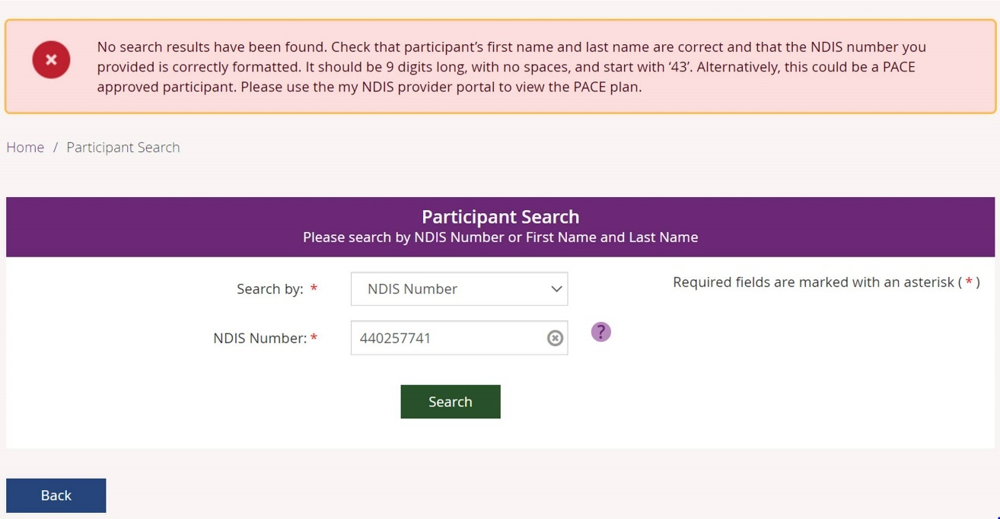 No search results have been found. Check that participant’s first name and last name are correct and that the NDIS number you
provided is correctly formatted. It should be 9 digits long, with no spaces, and start with ‘43’. Alternatively, this could be a PACE
approved participant. Please use the my NDIS provider portal to view the PACE plan.
Home / Participant Search
Participant Search
Please search by NDIS Number or First Name and Last Name
Search by: * NDIS Number
Required fields are marked with an asterisk ( * )
NDIS Number: * 440257741 ?
Search
Back